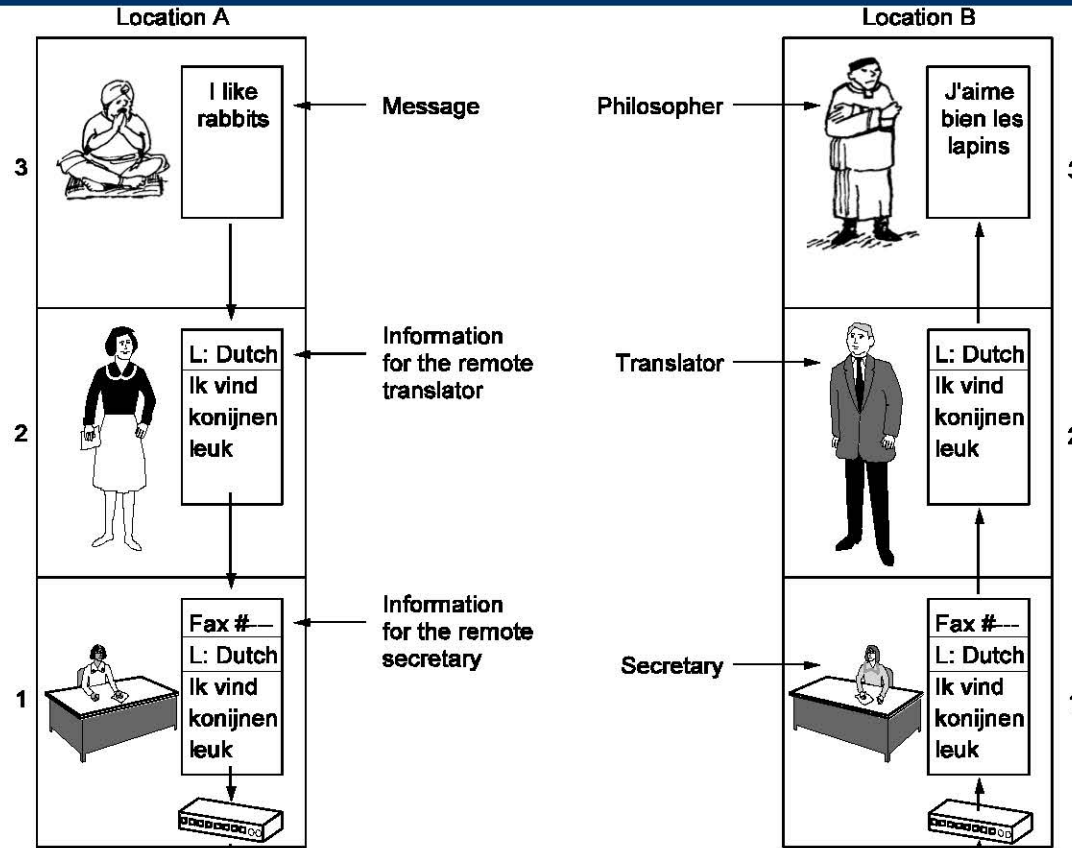 Location A
Location B
I like
rabbits
Message
Philosopher
J'aime
bien les
lapins
3
L: Dutch
Ik vind
konijnen
leuk
Information
for the remote
translator
Translator
L: Dutch
Ik vind
konijnen
leuk
2
Fax #---
L: Dutch
Ik vind
konijnen
leuk
Information
for the remote
secretary
Secretary
Fax #---
L: Dutch
Ik vind
konijnen
leuk
1